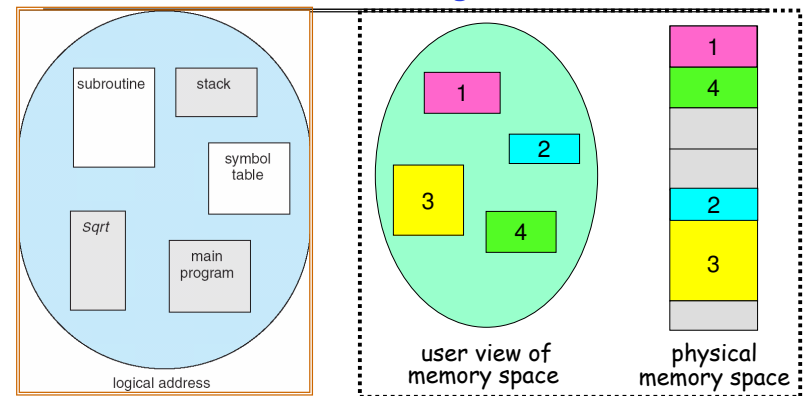 subroutine
stack
symbol
table
Sqrt
main
program
logical address
1
2
3
4
user view of
memory space
1
4
2
3
physical
memory space